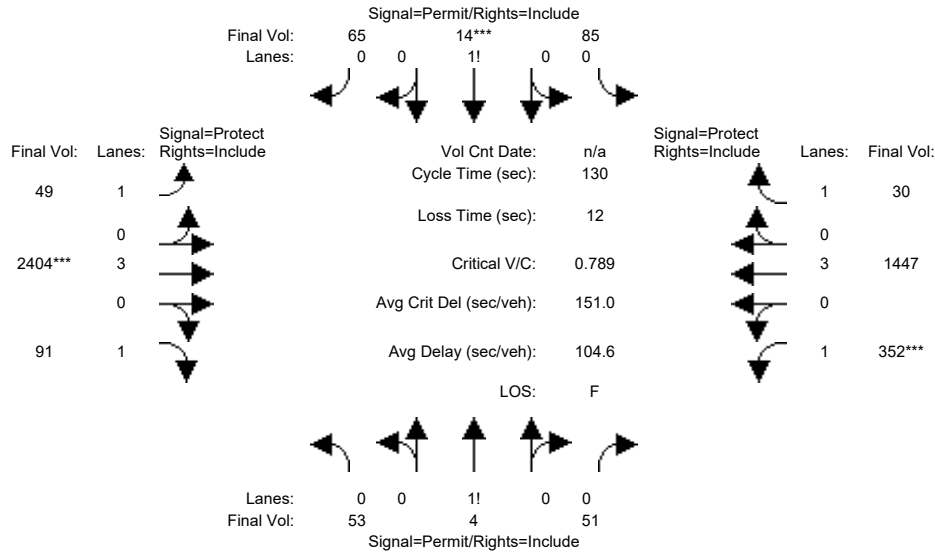 Signal=Permit/Rights=Include
Final Vol: 65 14*** 85
Lanes: 0 0 1! 0 0
Signal=Protect Signal=Protect
Final Vol: Lanes: Rights=Include Vol Cnt Date: n/a Rights=Include Lanes: Final Vol:
Cycle Time (sec): 130
49 1 1 30
Loss Time (sec): 12
0 0
2404*** 3 Critical V/C: 0.789 3 1447
0 Avg Crit Del (sec/veh): 151.0 0
91 1 Avg Delay (sec/veh): 104.6 1 352***
LOS: F
Lanes: 0 0 1! 0 0
Final Vol: 53 4 51
Signal=Permit/Rights=Include